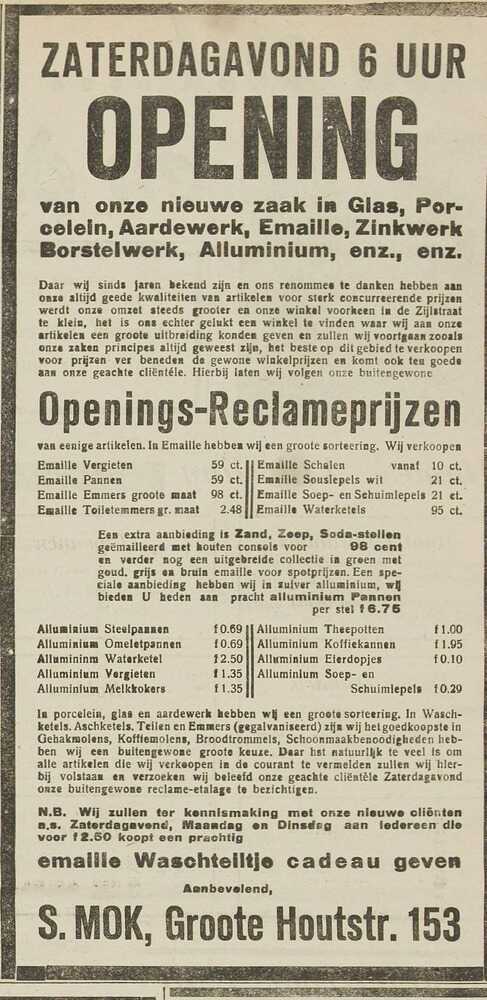 ZATERDAGAVOND 6 UUR
OPENING
van onze nieuwe zaak in Glas, Por-
celein, Aardewerk, Emaille, Zinkwerk
Borstelwerk, Alluminium, enz., enz.
Daar wij sinds jaren bekend zijn en ons renommee te danken hebben aan
onze altijd goede kwaliteiten van artikelen voor sterk concurreerende prijzen
werdt onze omzet steeds grooter en onze winkel voorheen in de Zijlstraat
te klein, het is ons echter gelukt een winkel te vinden waar wij aan onze
artikelen een groote uitbreiding konden geven en zullen wij voortgaan zooals
onze zaken principes altijd geweest zijn, het beste op dit gebied te verkoopen
voor prijzen ver beneden de gewone winkelprijzen en komt ook ten goede
aan onze geachte cliëntéle. Hierbij laten wij volgen onze buitengewone
Openings-Reclameprijzen
van eenige artikelen. In Emaille hebben wij een groote sorteering. Wij verkoopen
Emaille Vergieten 59 ct.
Emaille Pannen 59 ct.
Emaille Emmers groote maat 98 ct.
Emaille Toiletemmers gr. maat 2.48
Emaille Schalen vanaf 10 ct.
Emaille Souslepels wit 21 ct.
Emaille Soep- en Schuimlepels 21 ct.
Emaille Waterketels 95 ct.
Een extra aanbieding is Zand, Zeep, Soda-stellen
geëmailleerd met houten consols voor 98 cent
en verder nog een uitgebreide collectie in groen met
goud, grijs en bruin emaille voor spotprijzen. Een spe-
ciale aanbieding hebben wij in zuiver alluminium, wij
bieden U heden aan pracht alluminium Pannen
per stel f 6.75
Alluminium Steelpannen f 0.69
Alluminium Omeletpannen f 0.69
Alluminium Waterketel f 2.50
Alluminium Vergieten f 1.35
Alluminium Melkkokers f 1.35
Alluminium Theepotten f 1.00
Alluminium Koffiekannen f 1.95
Alluminium Eierdopjes f 0.10
Alluminium Soep- en
Schuimlepels f 0.29
In porcelein, glas en aardewerk hebben wij een groote sorteering. In Wasch-
ketels. Aschketels. Teilen en Emmers (gegalvaniseerd) zijn wij het goedkoopste in
Gehakmolens, Koffiemolens, Broodtrommels, Schoonmaakbenoodigheden heb-
ben wij een buitengewone groote keuze. Daar het natuurlijk te veel is om
alle artikelen die wij verkoopen in de courant te vermelden zullen wij hier-
bij volstaan en verzoeken wij beleefd onze geachte cliëntéle Zaterdagavond
onze buitengewone reclame-etalage te bezichtigen.
N.B. Wij zullen ter kennismaking met onze nieuwe cliënten
a.s. Zaterdagavond, Maandag en Dinsdag aan iedereen die
voor f 2.50 koopt een prachtig
emaille Waschteiltje cadeau geven
Aanbevelend,
S. MOK, Groote Houtstr. 153